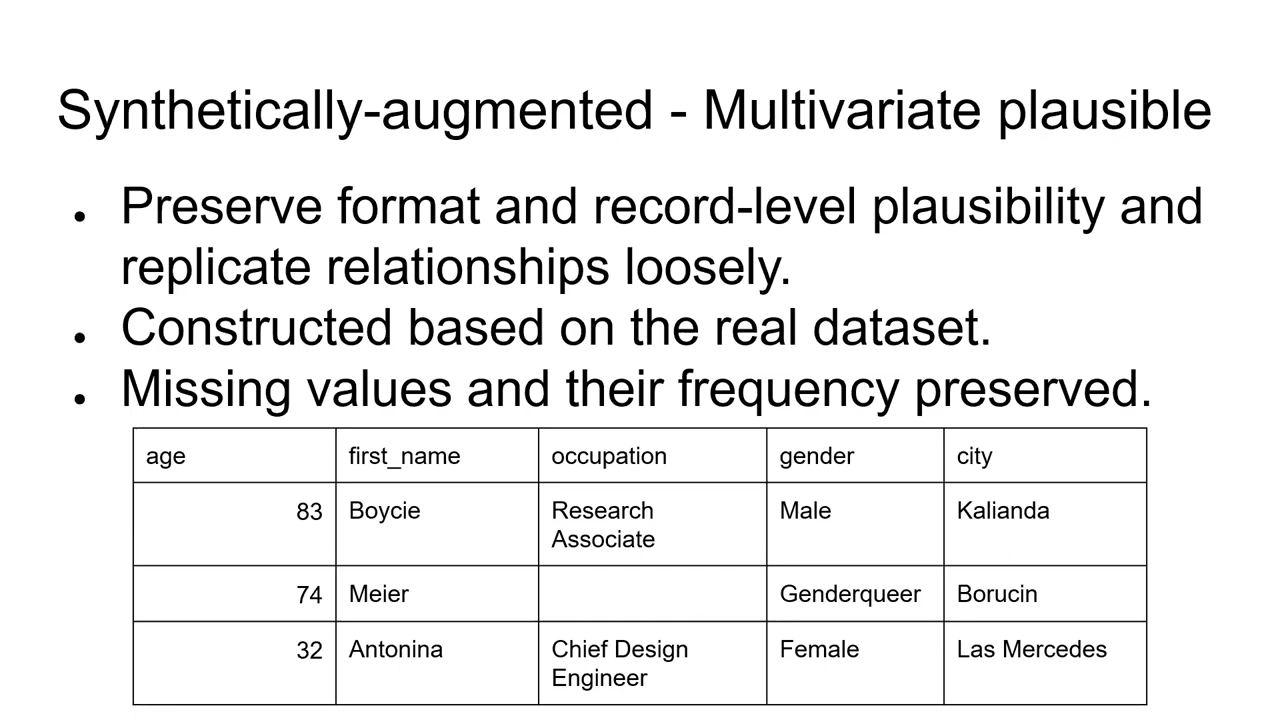 Synthetically-augmented - Multivariate plausible
• Preserve format and record-level plausibility and
replicate relationships loosely.
• Constructed based on the real dataset.
• Missing values and their frequency preserved.
age first_name occupation gender city
83 Boycie Research Male Kalianda
Associate
74 Meier Genderqueer Borucin
32 Antonina Chief Design Female Las Mercedes
Engineer